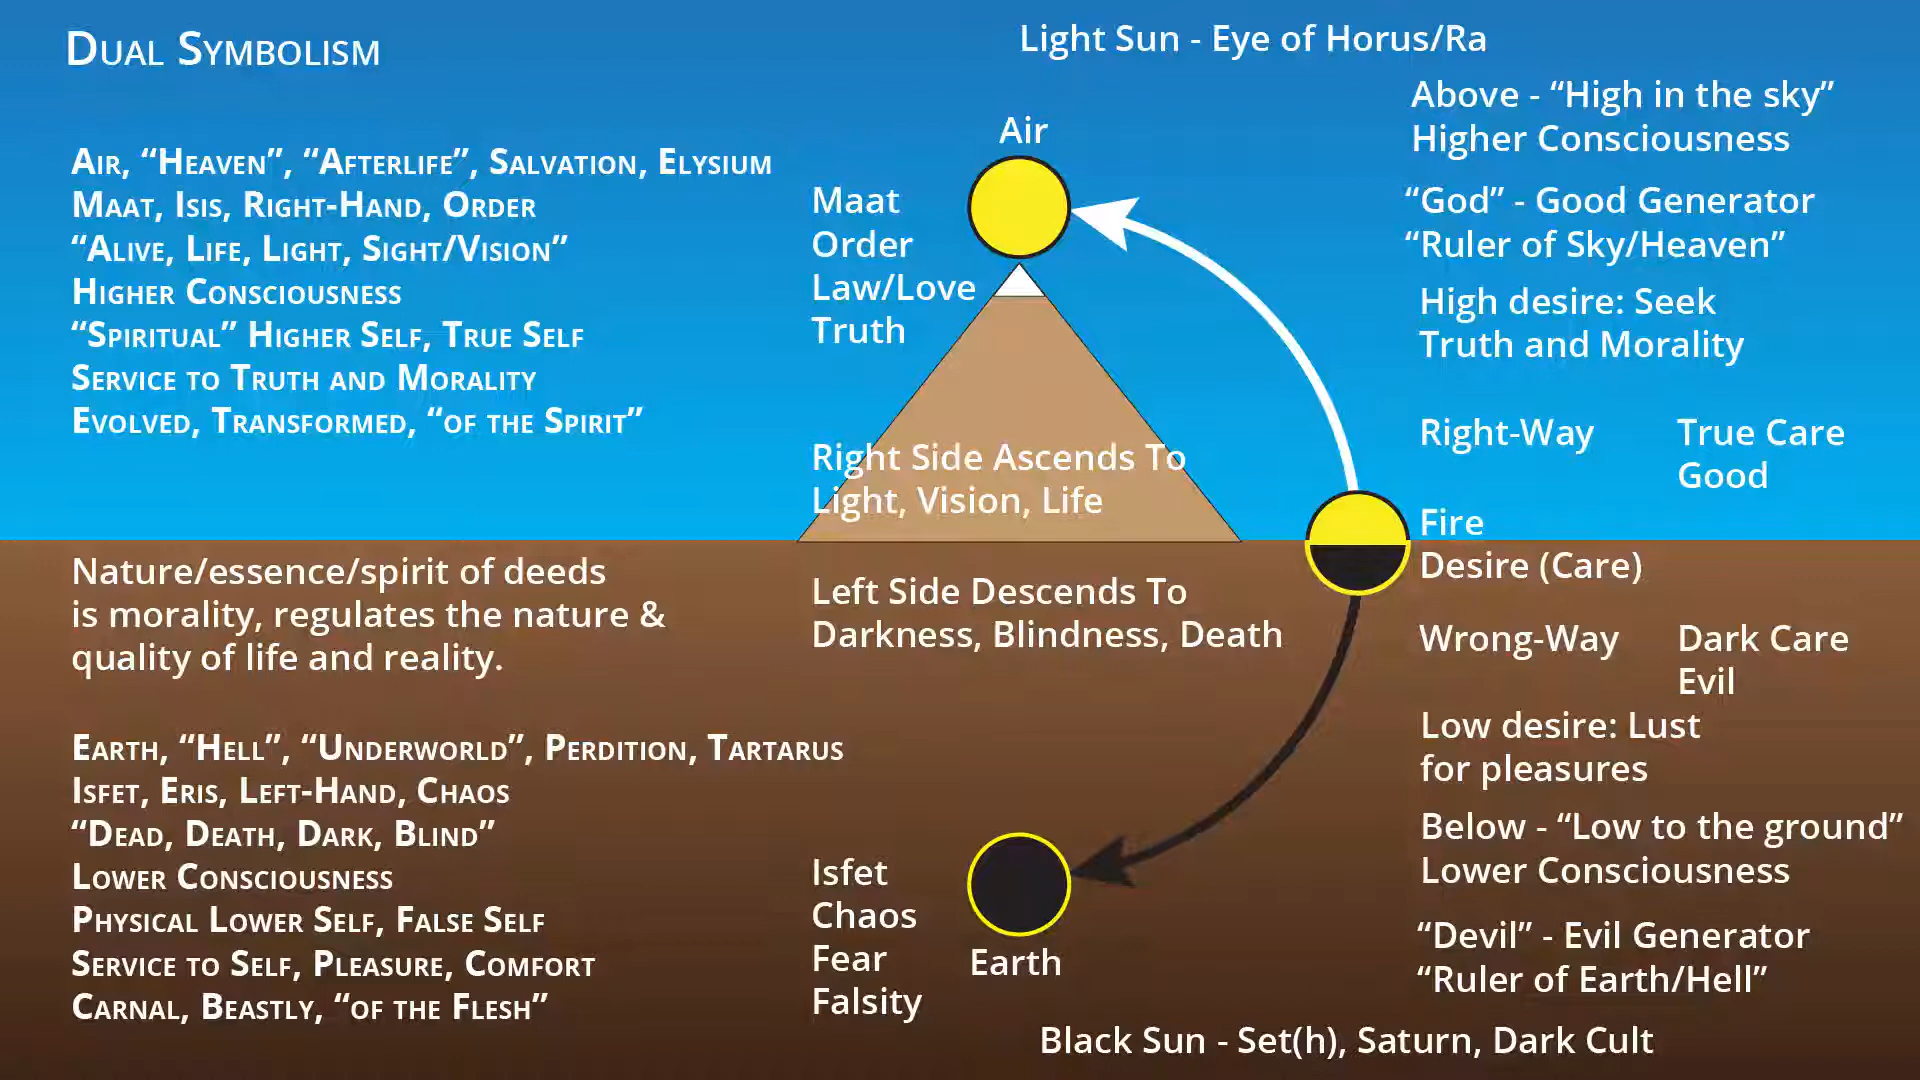 Dual Symbolism
Air, “Heaven”, “Afterlife”, Salvation, Elysium
Maat, Isis, Right-Hand, Order
“Alive, Life, Light, Sight/Vision”
Higher Consciousness
“Spiritual” Higher Self, True Self
Service to Truth and Morality
Evolved, Transformed, “of the Spirit”
Nature/essence/spirit of deeds
is morality, regulates the nature &
quality of life and reality.
Earth, “Hell”, “Underworld”, Perdition, Tartarus
Isfet, Eris, Left-Hand, Chaos
“Dead, Death, Dark, Blind”
Lower Consciousness
Physical Lower Self, False Self
Service to Self, Pleasure, Comfort
Carnal, Beastly, “of the Flesh”
Light Sun - Eye of Horus/Ra
Air
Maat
Order
Law/Love
Truth
Right Side Ascends To
Light, Vision, Life
Left Side Descends To
Darkness, Blindness, Death
Isfet
Chaos
Fear
Falsity
Earth
Above - “High in the sky”
Higher Consciousness
“God” - Good Generator
“Ruler of Sky/Heaven”
High desire: Seek
Truth and Morality
Right-Way
True Care
Good
Fire
Desire (Care)
Wrong-Way
Dark Care
Evil
Low desire: Lust
for pleasures
Below - “Low to the ground”
Lower Consciousness
“Devil” - Evil Generator
“Ruler of Earth/Hell”
Black Sun - Set(h), Saturn, Dark Cult